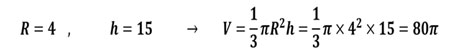 R = 4 , h = 15 → V = 1/3 πR²h = 1/3 π × 4² × 15 = 80π